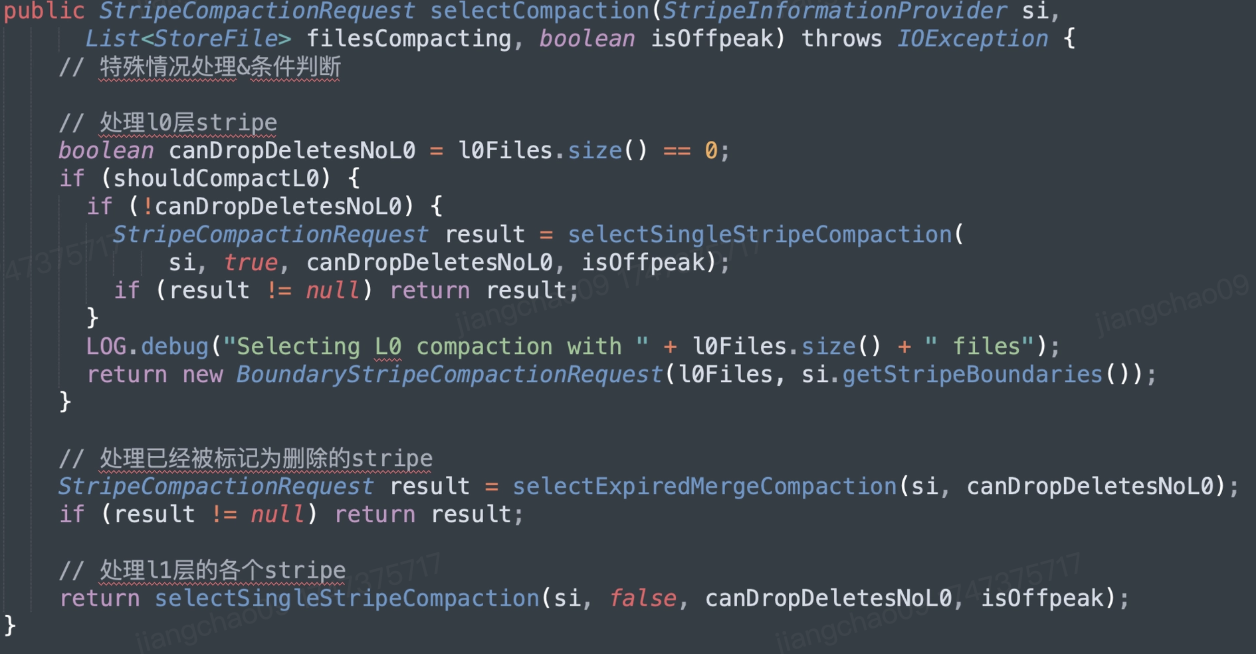 public StripeCompactionRequest selectCompaction(StripeInformationProvider si,
List<StoreFile> filesCompacting, boolean isOffpeak) throws IOException {
// 特殊情况处理&条件判断
// 处理l0层stripe
boolean canDropDeletesNoL0 = l0Files.size() == 0;
if (shouldCompactL0) {
if (!canDropDeletesNoL0) {
StripeCompactionRequest result = selectSingleStripeCompaction(
si, true, canDropDeletesNoL0, isOffpeak);
if (result != null) return result;
}
LOG.debug("Selecting L0 compaction with " + l0Files.size() + " files");
return new BoundaryStripeCompactionRequest(l0Files, si.getStripeBoundaries());
}
// 处理已经被标记为删除的stripe
StripeCompactionRequest result = selectExpiredMergeCompaction(si, canDropDeletesNoL0);
if (result != null) return result;
// 处理l1层的各个stripe
return selectSingleStripeCompaction(si, false, canDropDeletesNoL0, isOffpeak);
}